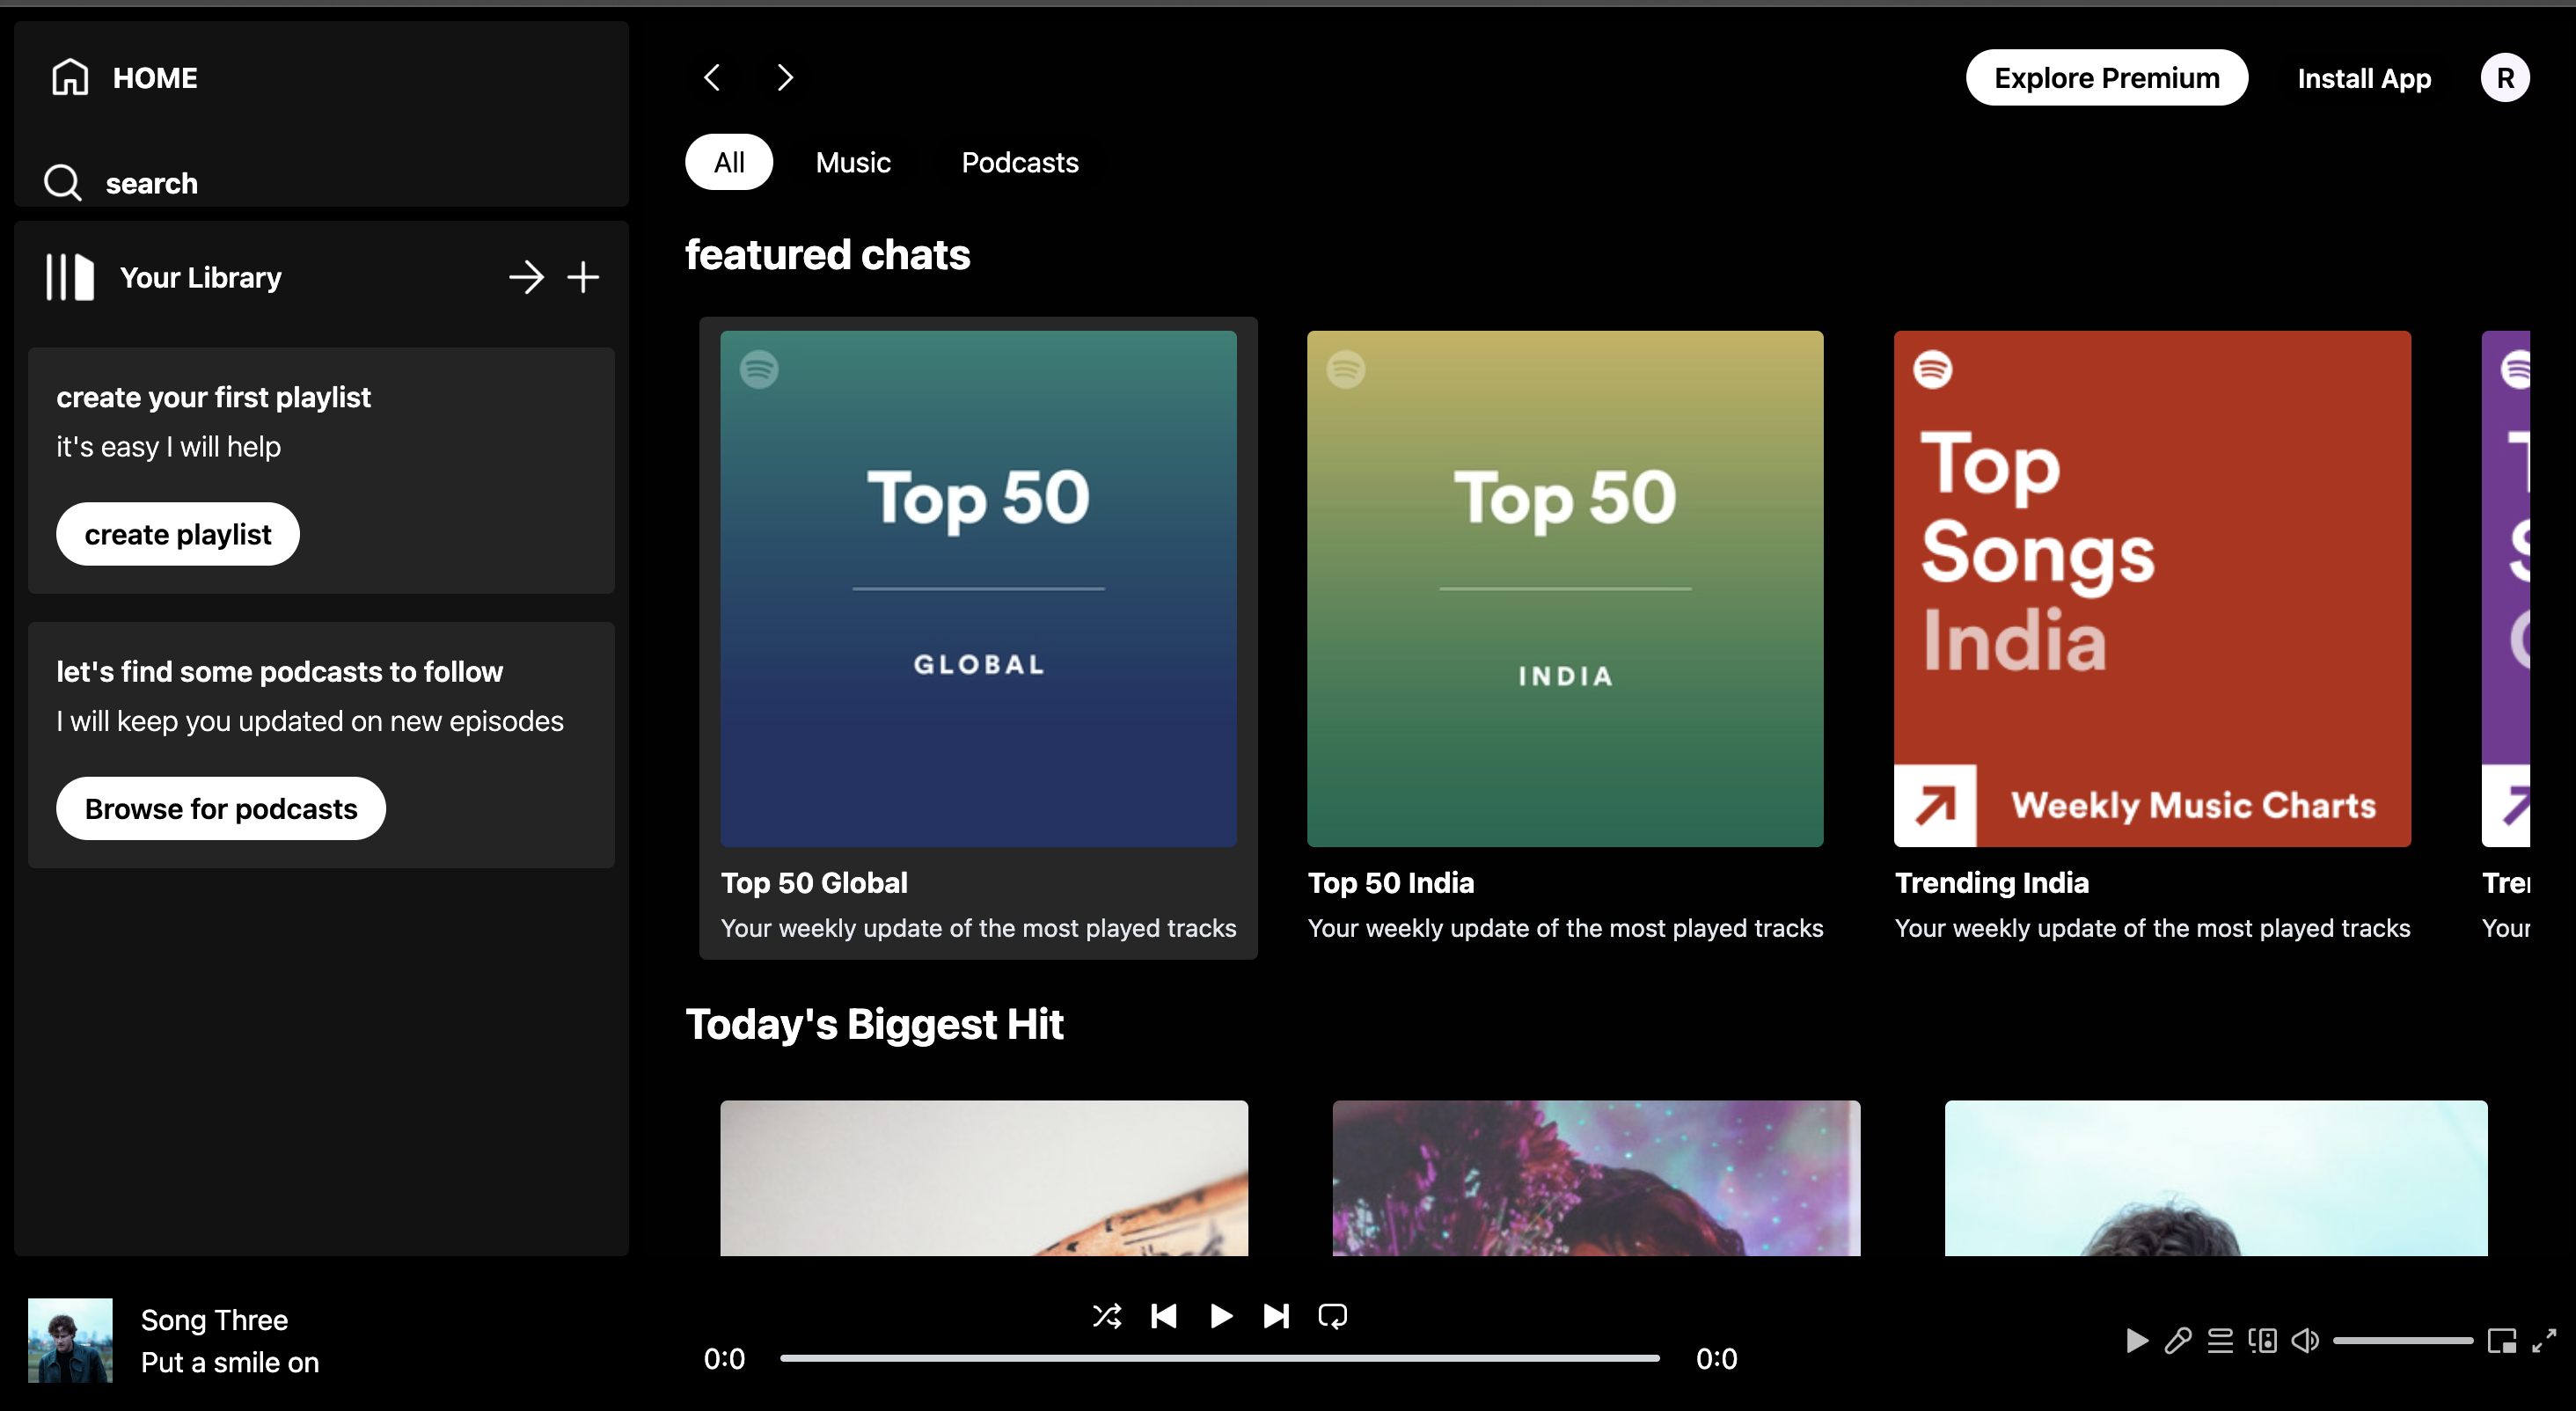 HOME
search
Your Library
create your first playlist
it's easy I will help
create playlist
let's find some podcasts to follow
I will keep you updated on new episodes
Browse for podcasts
Explore Premium
Install App
R
All
Music
Podcasts
featured chats
Top 50
GLOBAL
Top 50 Global
Your weekly update of the most played tracks
Top 50
INDIA
Top 50 India
Your weekly update of the most played tracks
Top
Songs
India
Weekly Music Charts
Trending India
Your weekly update of the most played tracks
Your
Today's Biggest Hit
Song Three
Put a smile on
0:0
0:0